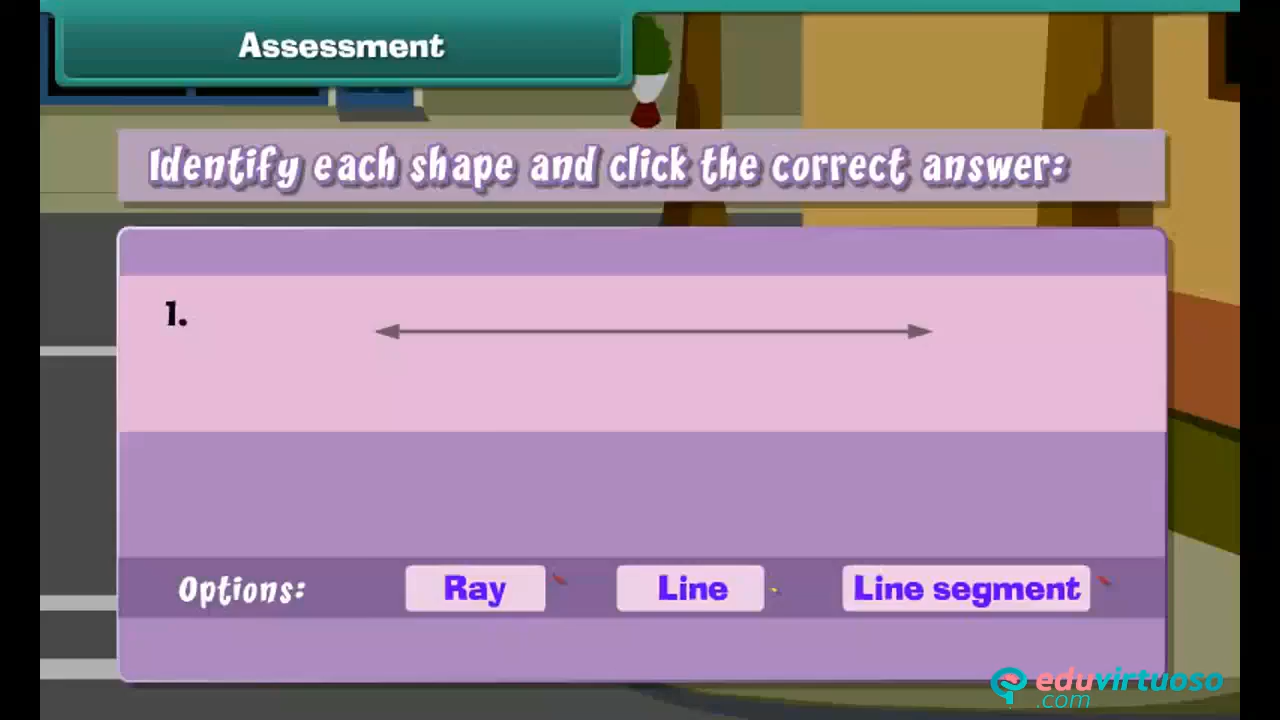 Assessment
Identify each shape and click the correct answer:
1.
Options: Ray Line Line segment
eduvirtuoso
.com